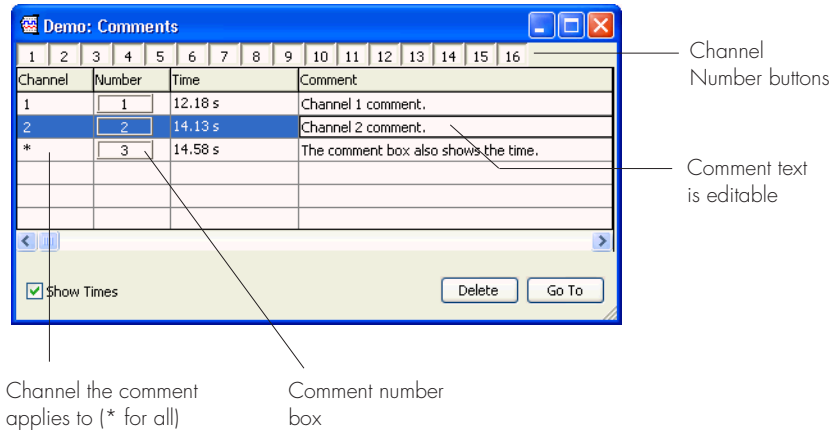 Demo: Comments
1 2 3 4 5 6 7 8 9 10 11 12 13 14 15 16
Channel Number Time Comment
1 1 12.18 s Channel 1 comment.
2 2 14.13 s Channel 2 comment.
* 3 14.58 s The comment box also shows the time.
Show Times Delete Go To
Channel
Number buttons
Comment text
is editable
Channel the comment
applies to (* for all)
Comment number
box